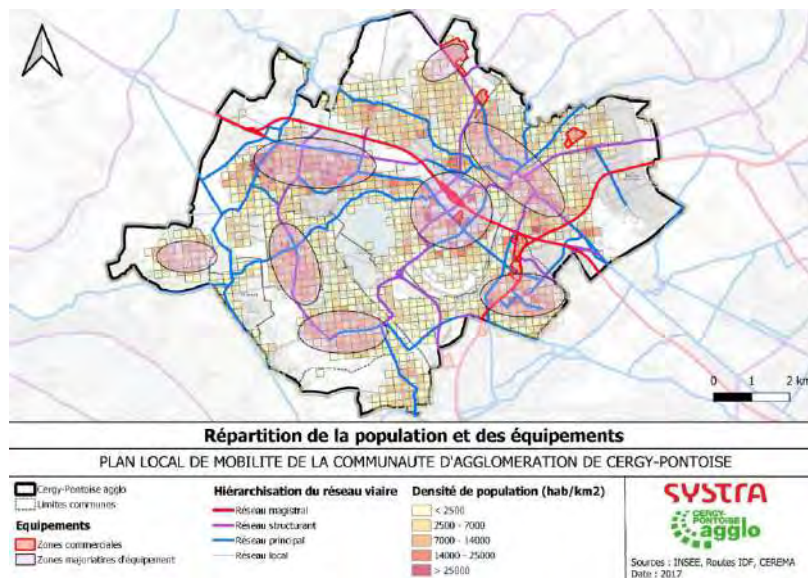 0 1 2 km
Répartition de la population et des équipements
PLAN LOCAL DE MOBILITE DE LA COMMUNAUTE D'AGGLOMERATION DE CERGY-PONTOISE
Cergy-Pontoise agglo
Limites communes
Equipements
Zones commerciales
Zones majoritaires d'équipement
Hiérarchisation du réseau viaire
Réseau magistral
Réseau structurant
Réseau principal
Réseau local
Densité de population (hab/km2)
< 2500
2500 - 7000
7000 - 14000
14000 - 25000
> 25000
SYSTRA
CERGY-
PONTOISE
agglo
Sources : INSEE, Routes IDF, CEREMA
Date : 2017